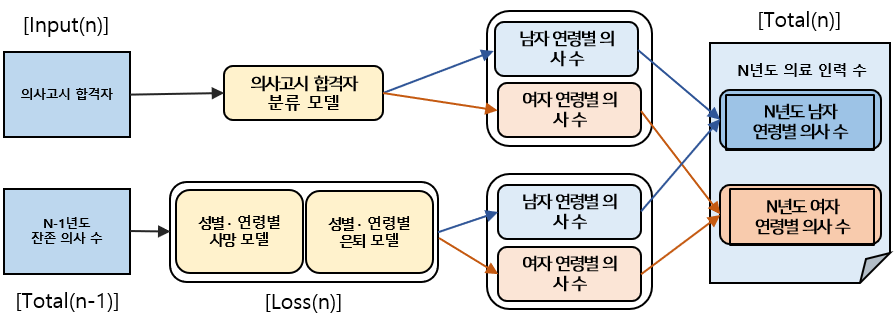 [Input(n)]
의사고시 합격자
의사고시 합격자
분류 모델
남자 연령별 의
사 수
여자 연령별 의
사 수
[Total(n)]
N년도 의료 인력 수
N년도 남자
연령별 의사 수
N년도 여자
연령별 의사 수
N-1년도
잔존 의사 수
[Total(n-1)]
성별· 연령별
사망 모델
성별· 연령별
은퇴 모델
[Loss(n)]
남자 연령별 의
사 수
여자 연령별 의
사 수